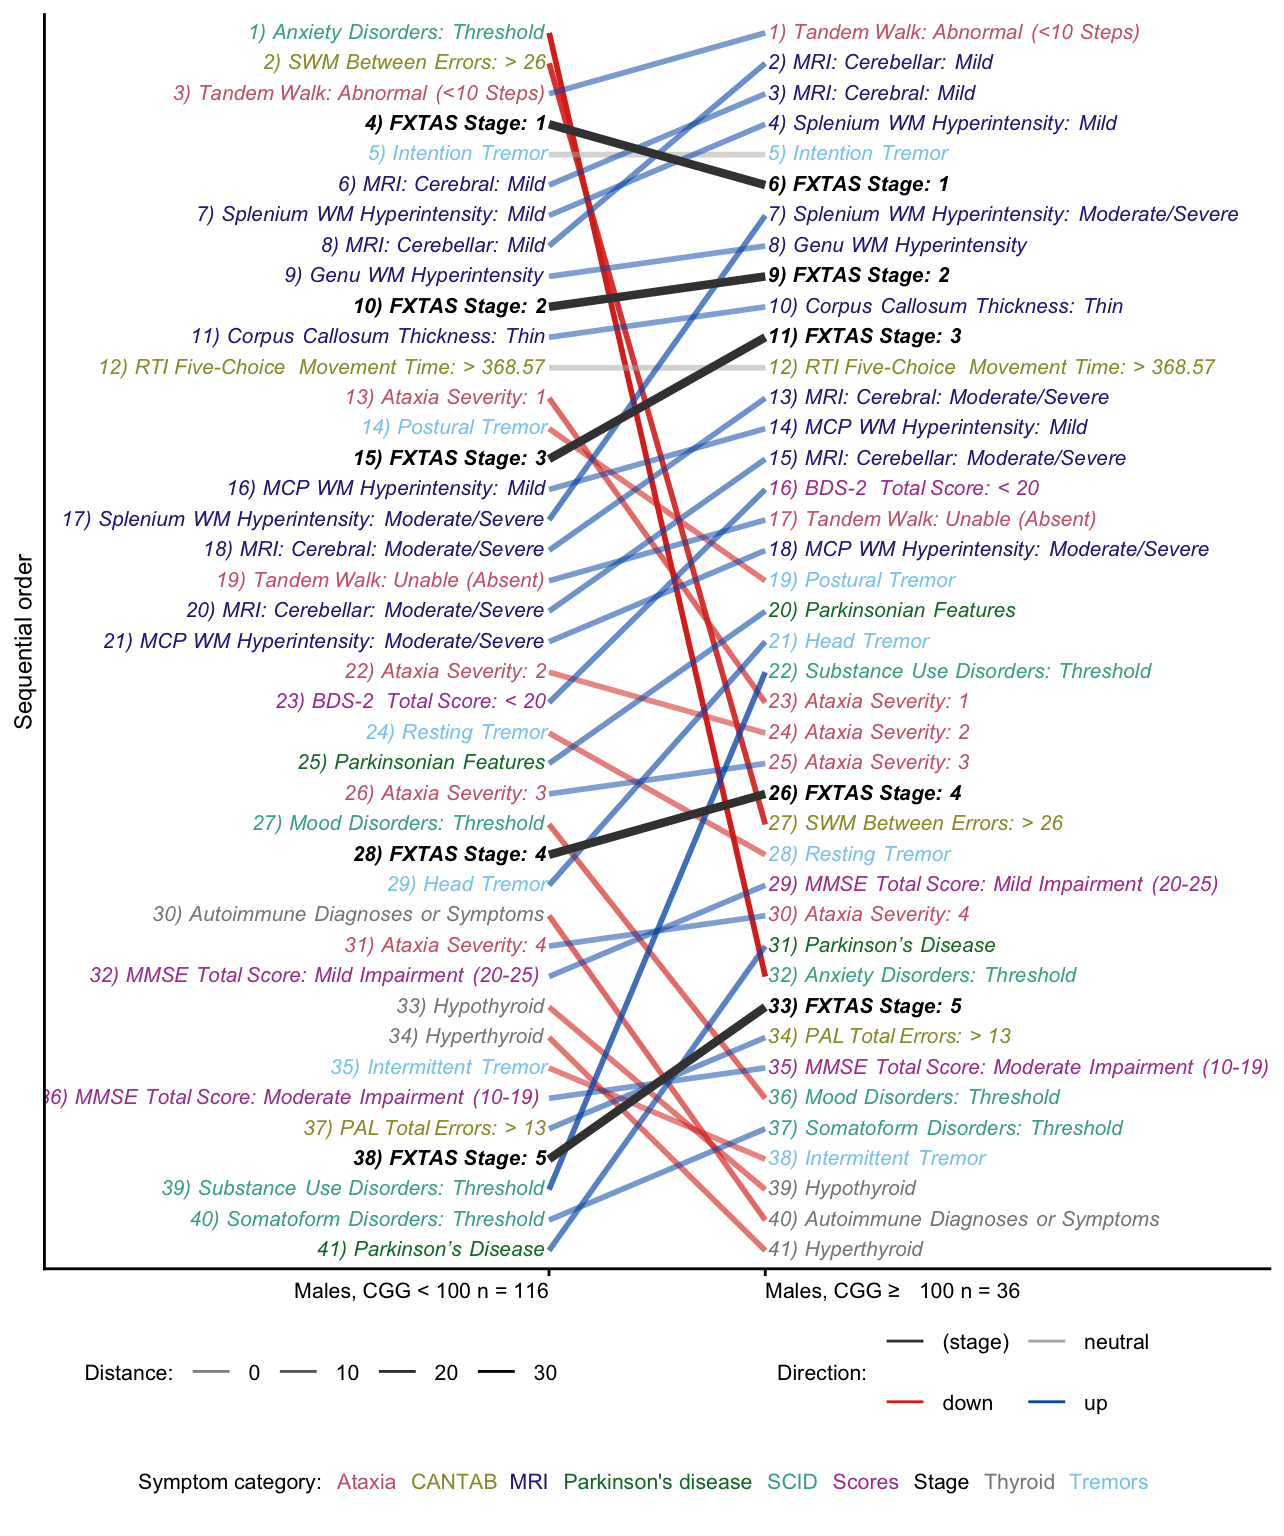 Sequential order
1) Anxiety Disorders: Threshold
2) SWM Between Errors: > 26
3) Tandem Walk: Abnormal (<10 Steps)
4) FXTAS Stage: 1
5) Intention Tremor
6) MRI: Cerebral: Mild
7) Splenium WM Hyperintensity: Mild
8) MRI: Cerebellar: Mild
9) Genu WM Hyperintensity
10) FXTAS Stage: 2
11) Corpus Callosum Thickness: Thin
12) RTI Five-Choice Movement Time: > 368.57
13) Ataxia Severity: 1
14) Postural Tremor
15) FXTAS Stage: 3
16) MCP WM Hyperintensity: Mild
17) Splenium WM Hyperintensity: Moderate/Severe
18) MRI: Cerebral: Moderate/Severe
19) Tandem Walk: Unable (Absent)
20) MRI: Cerebellar: Moderate/Severe
21) MCP WM Hyperintensity: Moderate/Severe
22) Ataxia Severity: 2
23) BDS-2 Total Score: < 20
24) Resting Tremor
25) Parkinsonian Features
26) Ataxia Severity: 3
27) Mood Disorders: Threshold
28) FXTAS Stage: 4
29) Head Tremor
30) Autoimmune Diagnoses or Symptoms
31) Ataxia Severity: 4
32) MMSE Total Score: Mild Impairment (20-25)
33) Hypothyroid
34) Hyperthyroid
35) Intermittent Tremor
36) MMSE Total Score: Moderate Impairment (10-19)
37) PAL Total Errors: > 13
38) FXTAS Stage: 5
39) Substance Use Disorders: Threshold
40) Somatoform Disorders: Threshold
41) Parkinson's Disease
1) Tandem Walk: Abnormal (<10 Steps)
2) MRI: Cerebellar: Mild
3) MRI: Cerebral: Mild
4) Splenium WM Hyperintensity: Mild
5) Intention Tremor
6) FXTAS Stage: 1
7) Splenium WM Hyperintensity: Moderate/Severe
8) Genu WM Hyperintensity
9) FXTAS Stage: 2
10) Corpus Callosum Thickness: Thin
11) FXTAS Stage: 3
12) RTI Five-Choice Movement Time: > 368.57
13) MRI: Cerebral: Moderate/Severe
14) MCP WM Hyperintensity: Mild
15) MRI: Cerebellar: Moderate/Severe
16) BDS-2 Total Score: < 20
17) Tandem Walk: Unable (Absent)
18) MCP WM Hyperintensity: Moderate/Severe
19) Postural Tremor
20) Parkinsonian Features
21) Head Tremor
22) Substance Use Disorders: Threshold
23) Ataxia Severity: 1
24) Ataxia Severity: 2
25) Ataxia Severity: 3
26) FXTAS Stage: 4
27) SWM Between Errors: > 26
28) Resting Tremor
29) MMSE Total Score: Mild Impairment (20-25)
30) Ataxia Severity: 4
31) Parkinson's Disease
32) Anxiety Disorders: Threshold
33) FXTAS Stage: 5
34) PAL Total Errors: > 13
35) MMSE Total Score: Moderate Impairment (10-19)
36) Mood Disorders: Threshold
37) Somatoform Disorders: Threshold
38) Intermittent Tremor
39) Hypothyroid
40) Autoimmune Diagnoses or Symptoms
41) Hyperthyroid
Males, CGG < 100 n = 116
Males, CGG ≥ 100 n = 36
Distance: 0 10 20 30
Direction:
(stage) neutral
down up
Symptom category: Ataxia CANTAB MRI Parkinson's disease SCID Scores Stage Thyroid Tremors